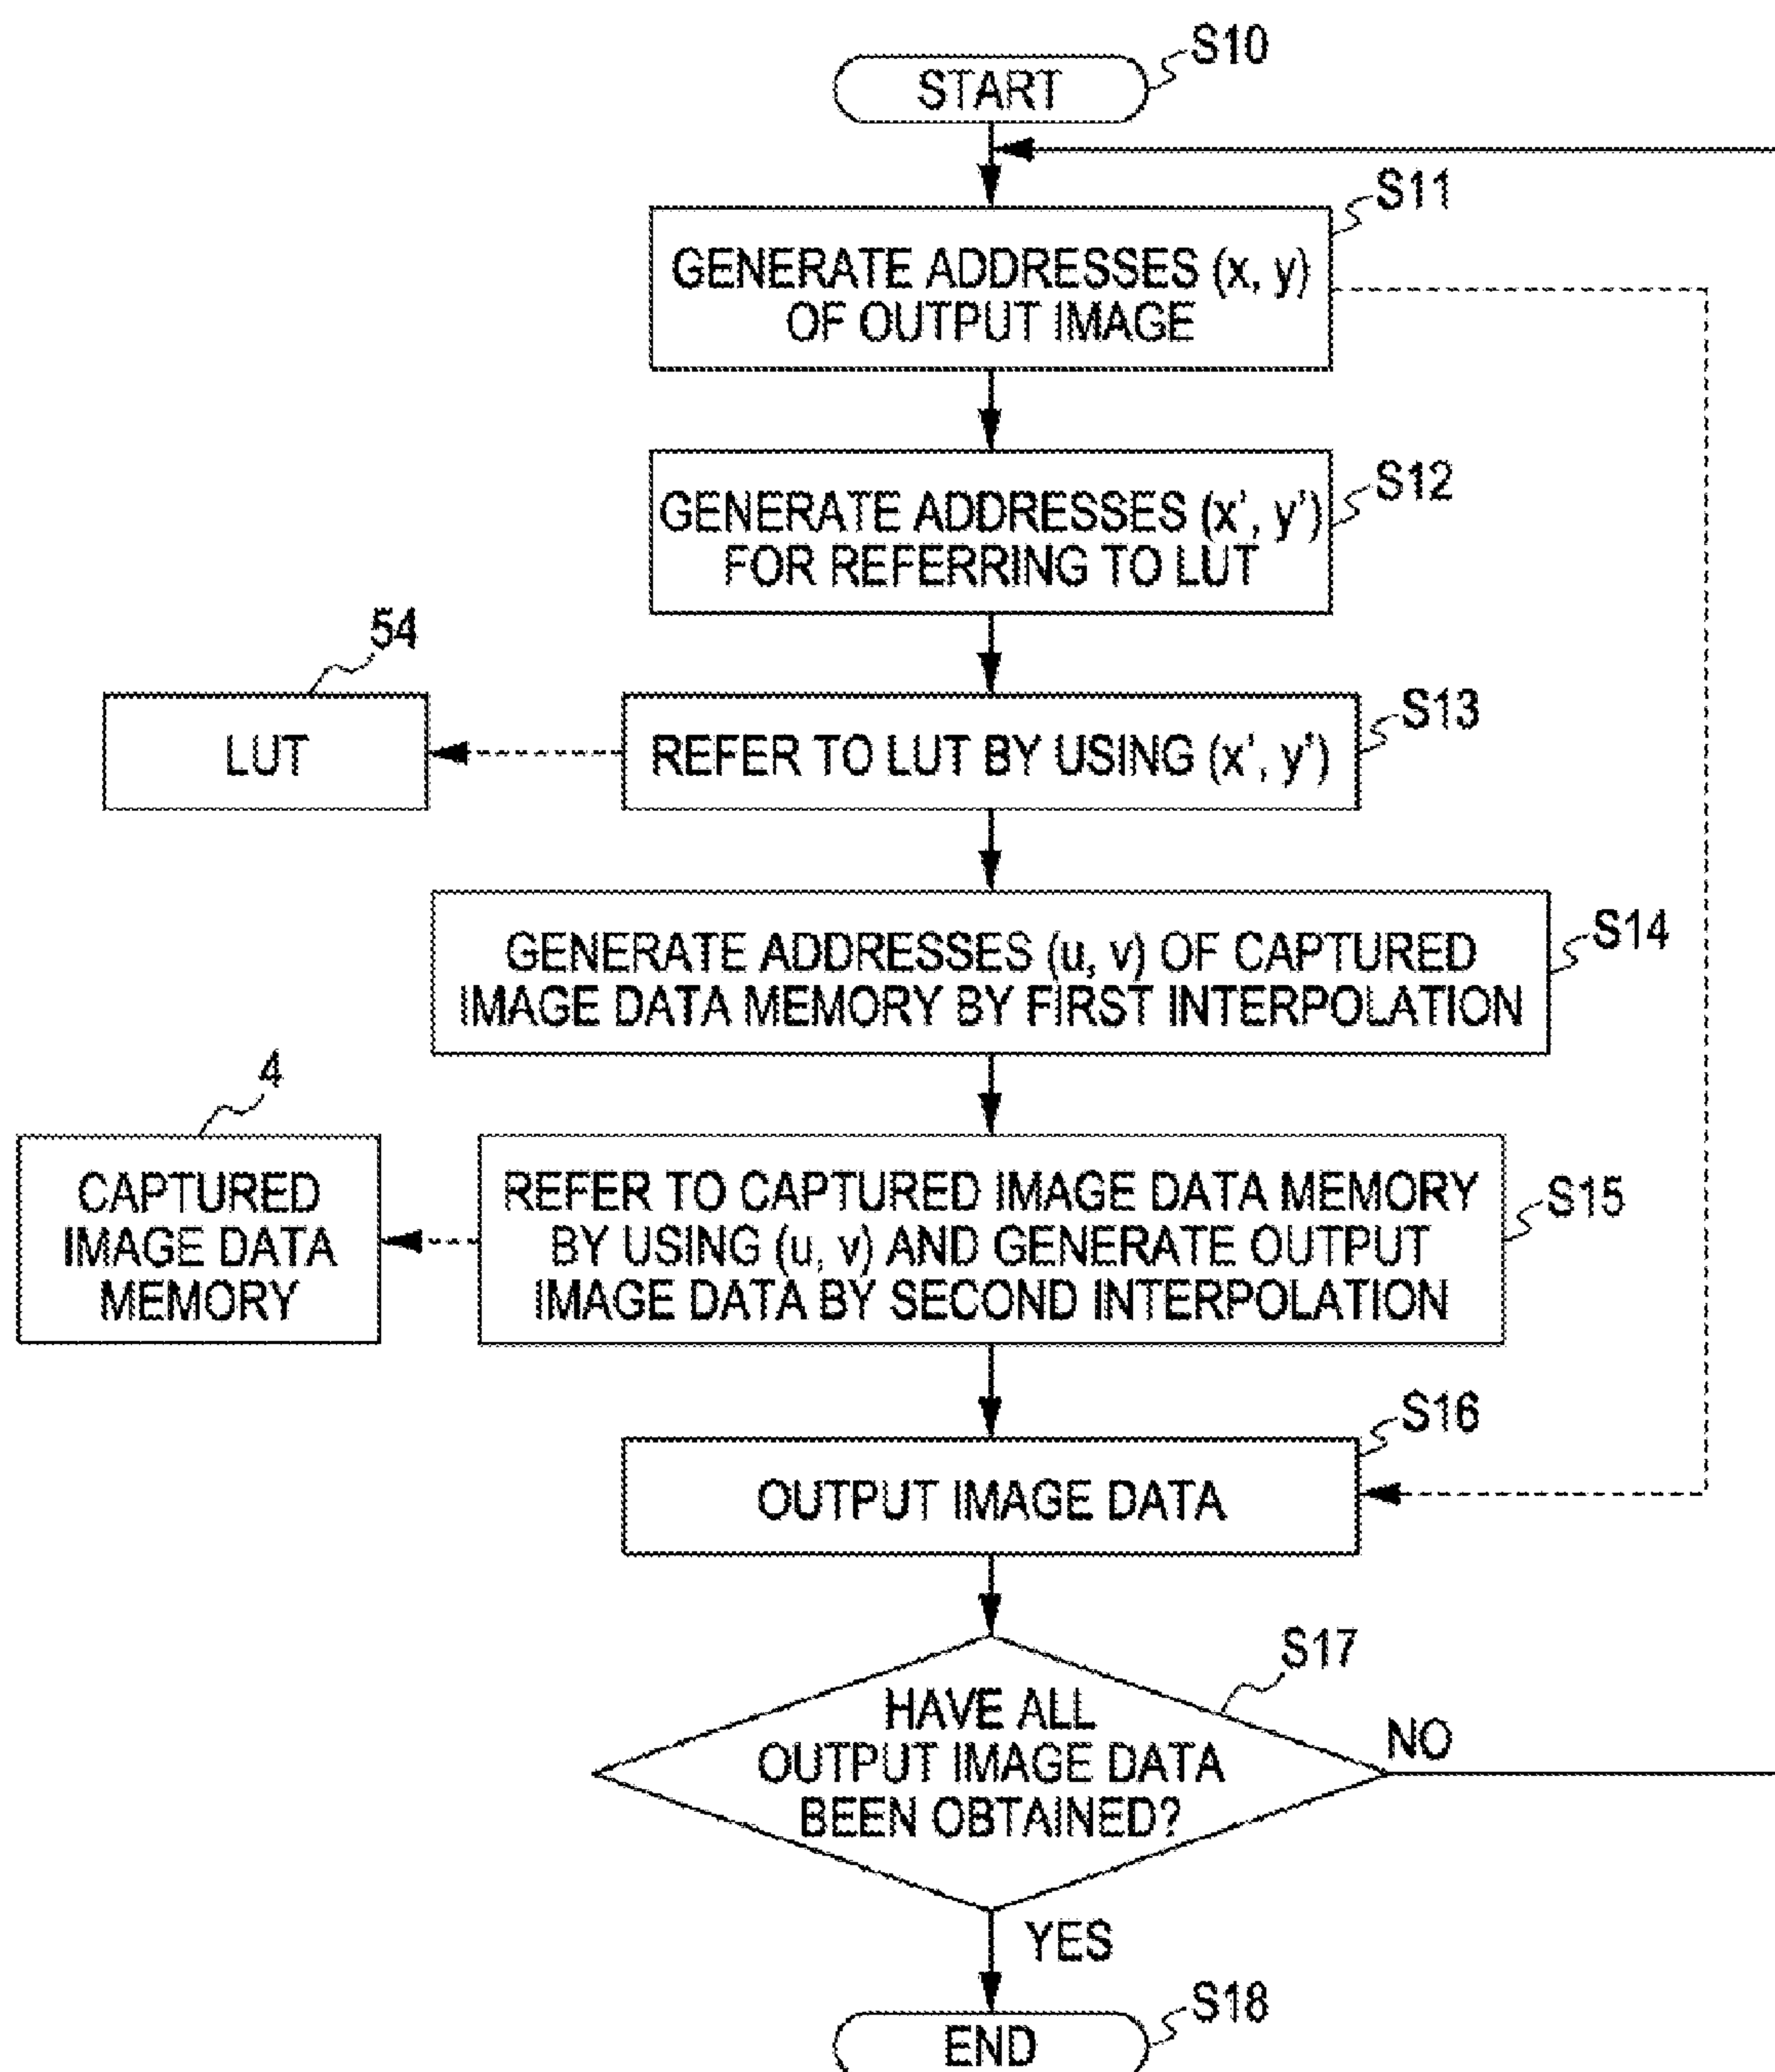 S10
START
S11
GENERATE ADDRESSES (x, y)
OF OUTPUT IMAGE
S12
GENERATE ADDRESSES (x', y')
FOR REFERRING TO LUT
54
LUT
S13
REFER TO LUT BY USING (x', y')
S14
GENERATE ADDRESSES (u, v) OF CAPTURED
IMAGE DATA MEMORY BY FIRST INTERPOLATION
4
CAPTURED
IMAGE DATA
MEMORY
S15
REFER TO CAPTURED IMAGE DATA MEMORY
BY USING (u, v) AND GENERATE OUTPUT
IMAGE DATA BY SECOND INTERPOLATION
S16
OUTPUT IMAGE DATA
S17
HAVE ALL
OUTPUT IMAGE DATA
BEEN OBTAINED?
NO
YES
S18
END